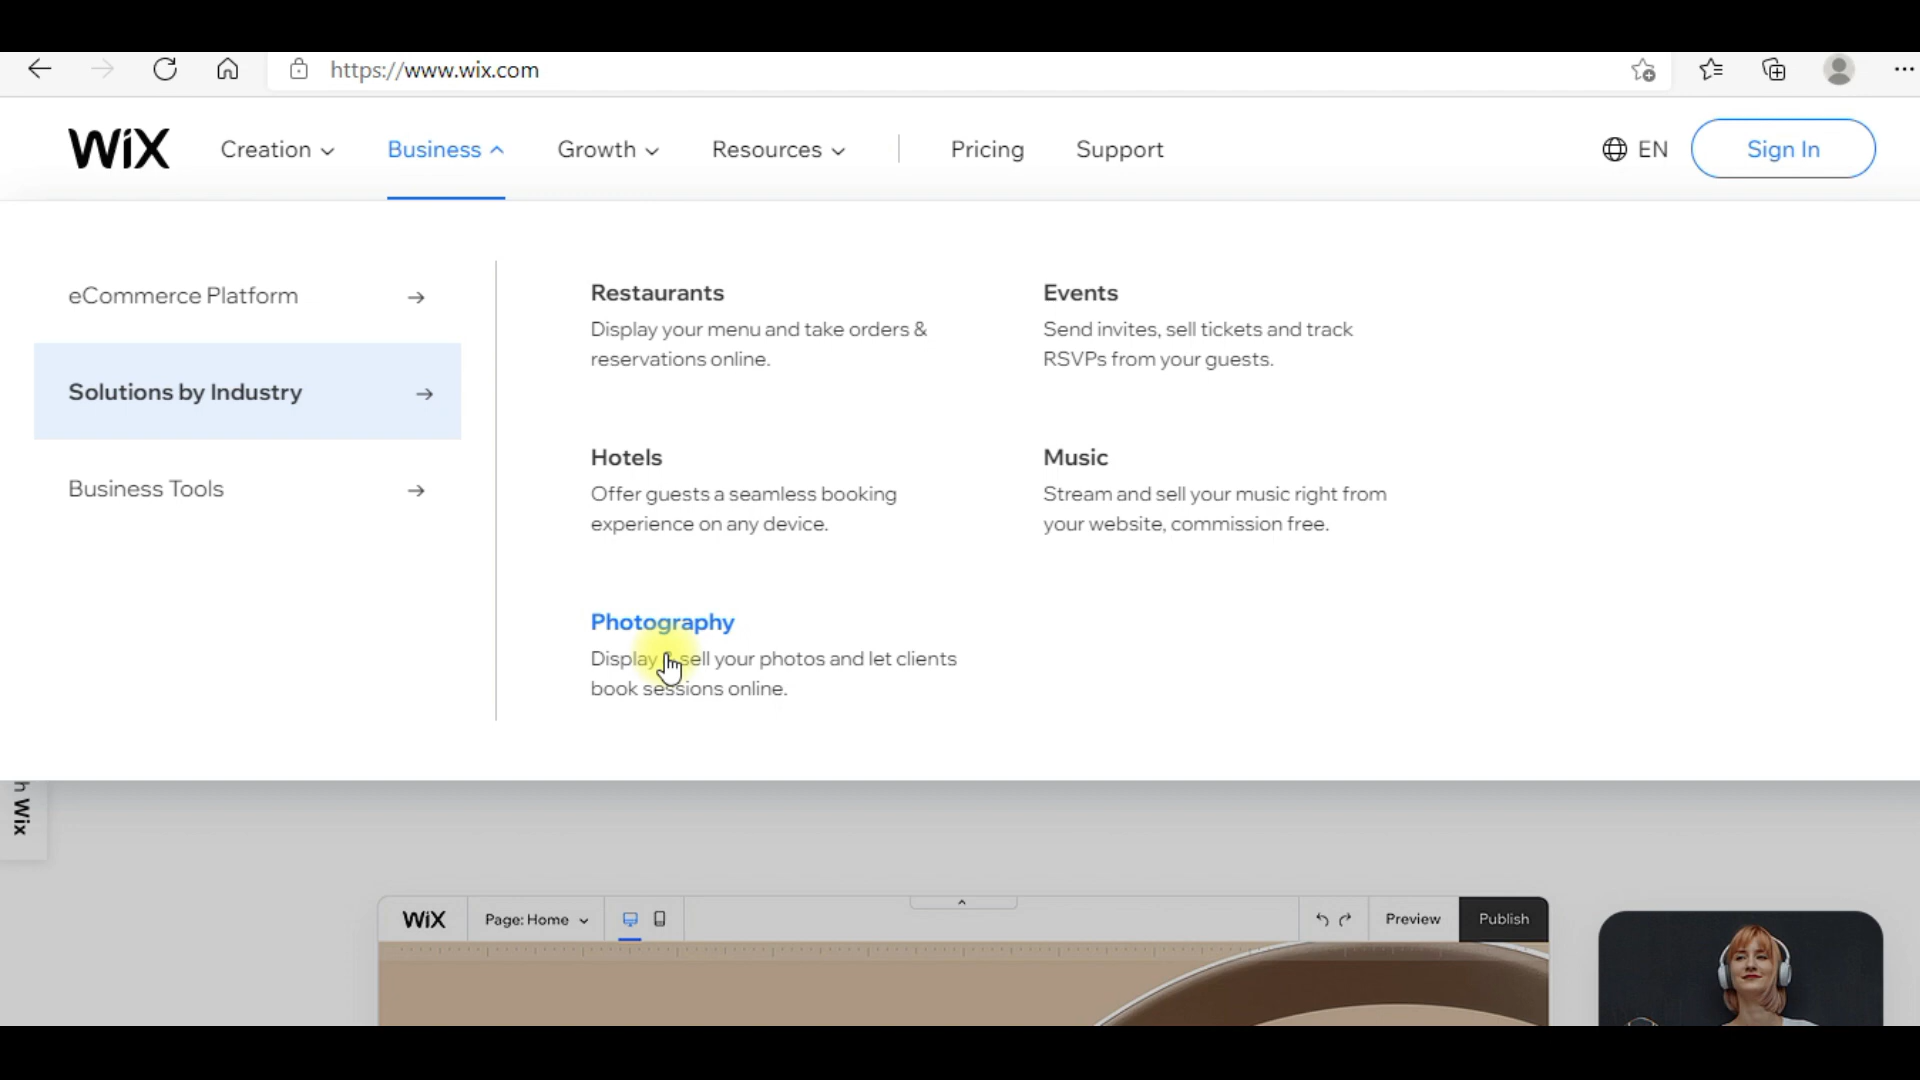 https://www.wix.com
WiX
Creation
Business
Growth
Resources
Pricing
Support
EN
Sign In
eCommerce Platform
Solutions by Industry
Business Tools
Restaurants
Display your menu and take orders &
reservations online.
Events
Send invites, sell tickets and track
RSVPs from your guests.
Hotels
Offer guests a seamless booking
experience on any device.
Music
Stream and sell your music right from
your website, commission free.
Photography
Display & sell your photos and let clients
book sessions online.
h Wix
WiX
Page: Home
Preview
Publish